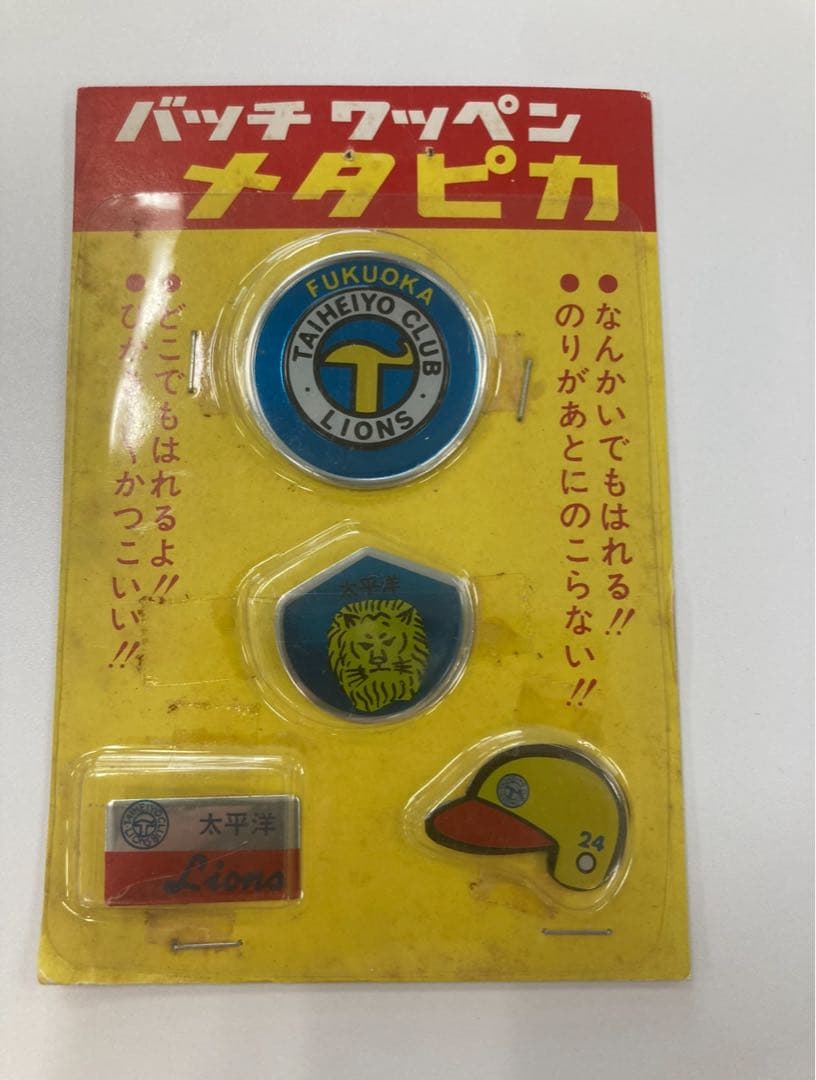 バッチ ワッペン
メタピカ
FUKUOKA
TAIHEIYO CLUB
LIONS
T
●なんかいでもはれる!!
●のりがあとにのこらない!!
●どこでもはれるよ!!
かつこいい!!
太平洋
太平洋
Lions
24